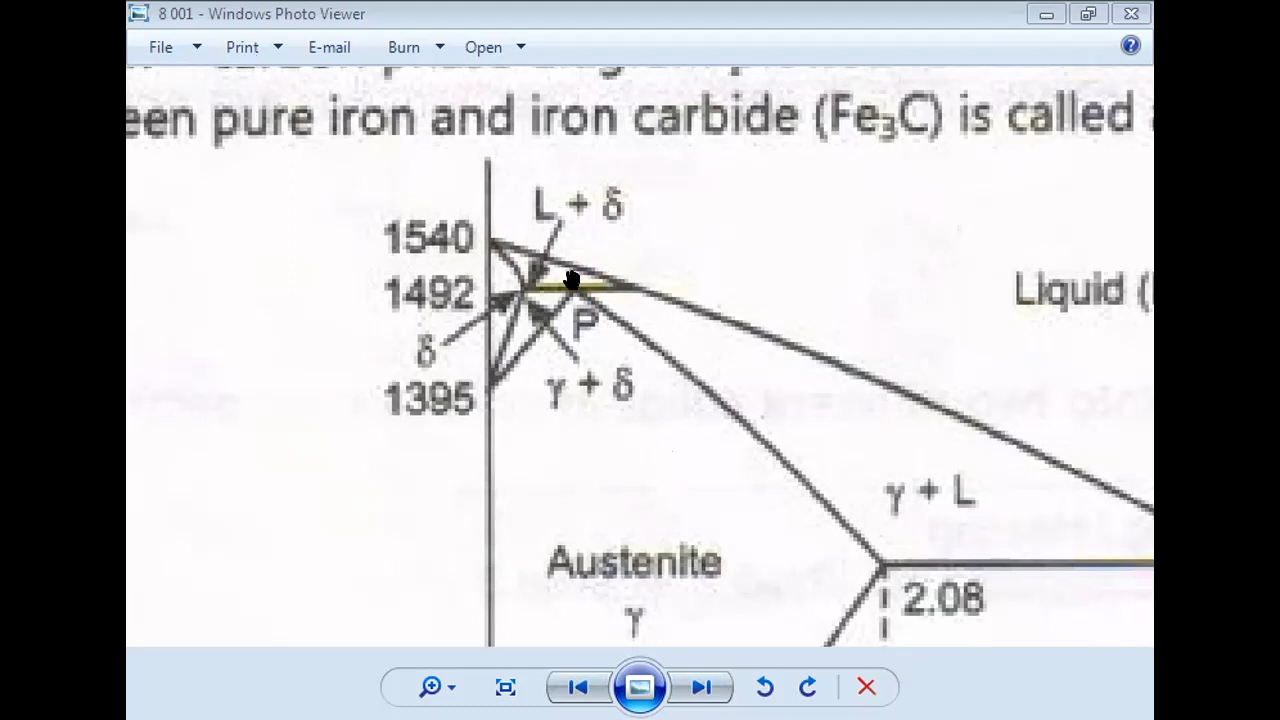 8 001 - Windows Photo Viewer
File Print E-mail Burn Open
een pure iron and iron carbide (Fe₃C) is called
L + δ
1540
1492
Liquid (
P
δ
γ + δ
1395
γ + L
Austenite
2.08
γ